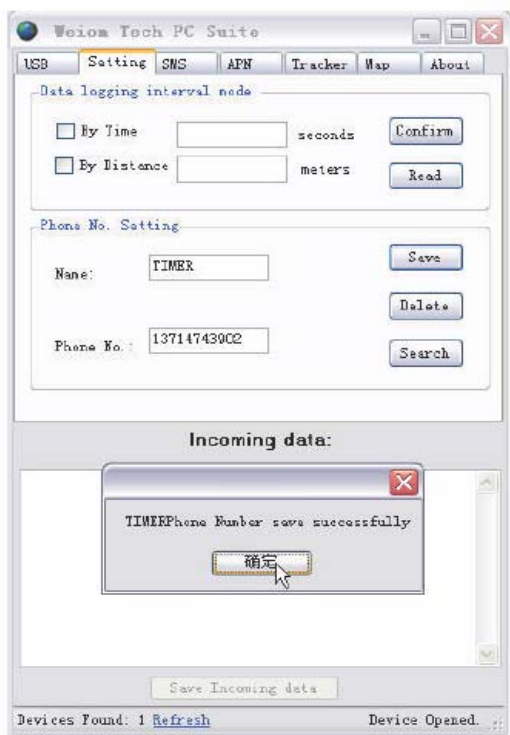 Weiom Tech PC Suite
USB Setting SMS APN Tracker Map About
Data logging interval mode
By Time seconds Confirm
By Distance meters Read
Phone No. Setting
Name: TIMER Save
Delete
Phone No.: 13714743902 Search
Incoming data:
TIMERPhone Number save successfully
确定
Save Incoming data
Devices Found: 1 Refresh Device Opened.